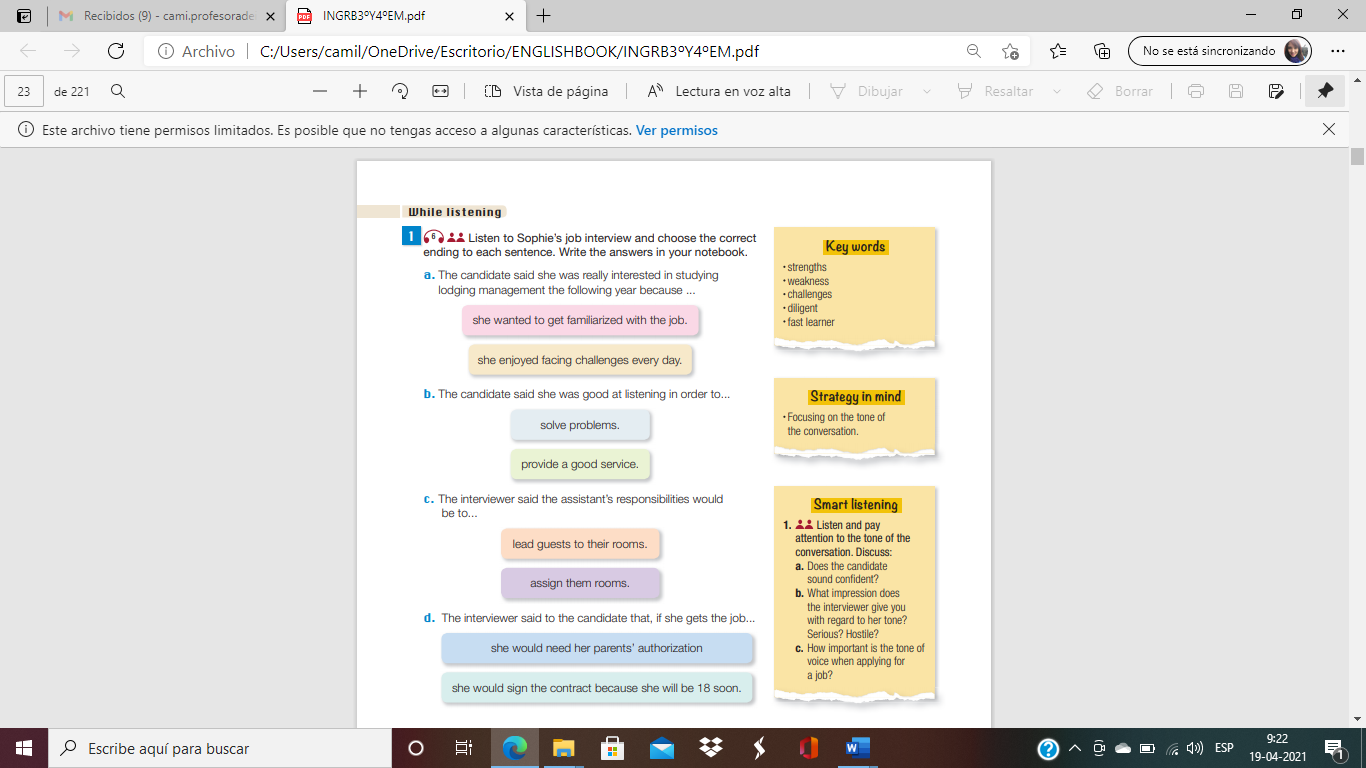 Recibidos (9) - cami.profesorade
INGRB3ºY4ºEM.pdf
Archivo
C:/Users/camil/OneDrive/Escritorio/ENGLISHBOOK/INGRB3ºY4ºEM.pdf
No se está sincronizando
23
de 221
Vista de página
Lectura en voz alta
Dibujar
Resaltar
Borrar
Este archivo tiene permisos limitados. Es posible que no tengas acceso a algunas características. Ver permisos
While listening
1 6 Listen to Sophie's job interview and choose the correct
ending to each sentence. Write the answers in your notebook.
a. The candidate said she was really interested in studying
lodging management the following year because ...
she wanted to get familiarized with the job.
she enjoyed facing challenges every day.
b. The candidate said she was good at listening in order to...
solve problems.
provide a good service.
c. The interviewer said the assistant's responsibilities would
be to...
lead guests to their rooms.
assign them rooms.
d. The interviewer said to the candidate that, if she gets the job...
she would need her parents' authorization
she would sign the contract because she will be 18 soon.
Key words
• strengths
• weakness
• challenges
• diligent
• fast learner
Strategy in mind
• Focusing on the tone of
the conversation.
Smart listening
1. Listen and pay
attention to the tone of the
conversation. Discuss:
a. Does the candidate
sound confident?
b. What impression does
the interviewer give you
with regard to her tone?
Serious? Hostile?
c. How important is the tone of
voice when applying for
a job?
Escribe aquí para buscar
ESP
9:22
19-04-2021
1